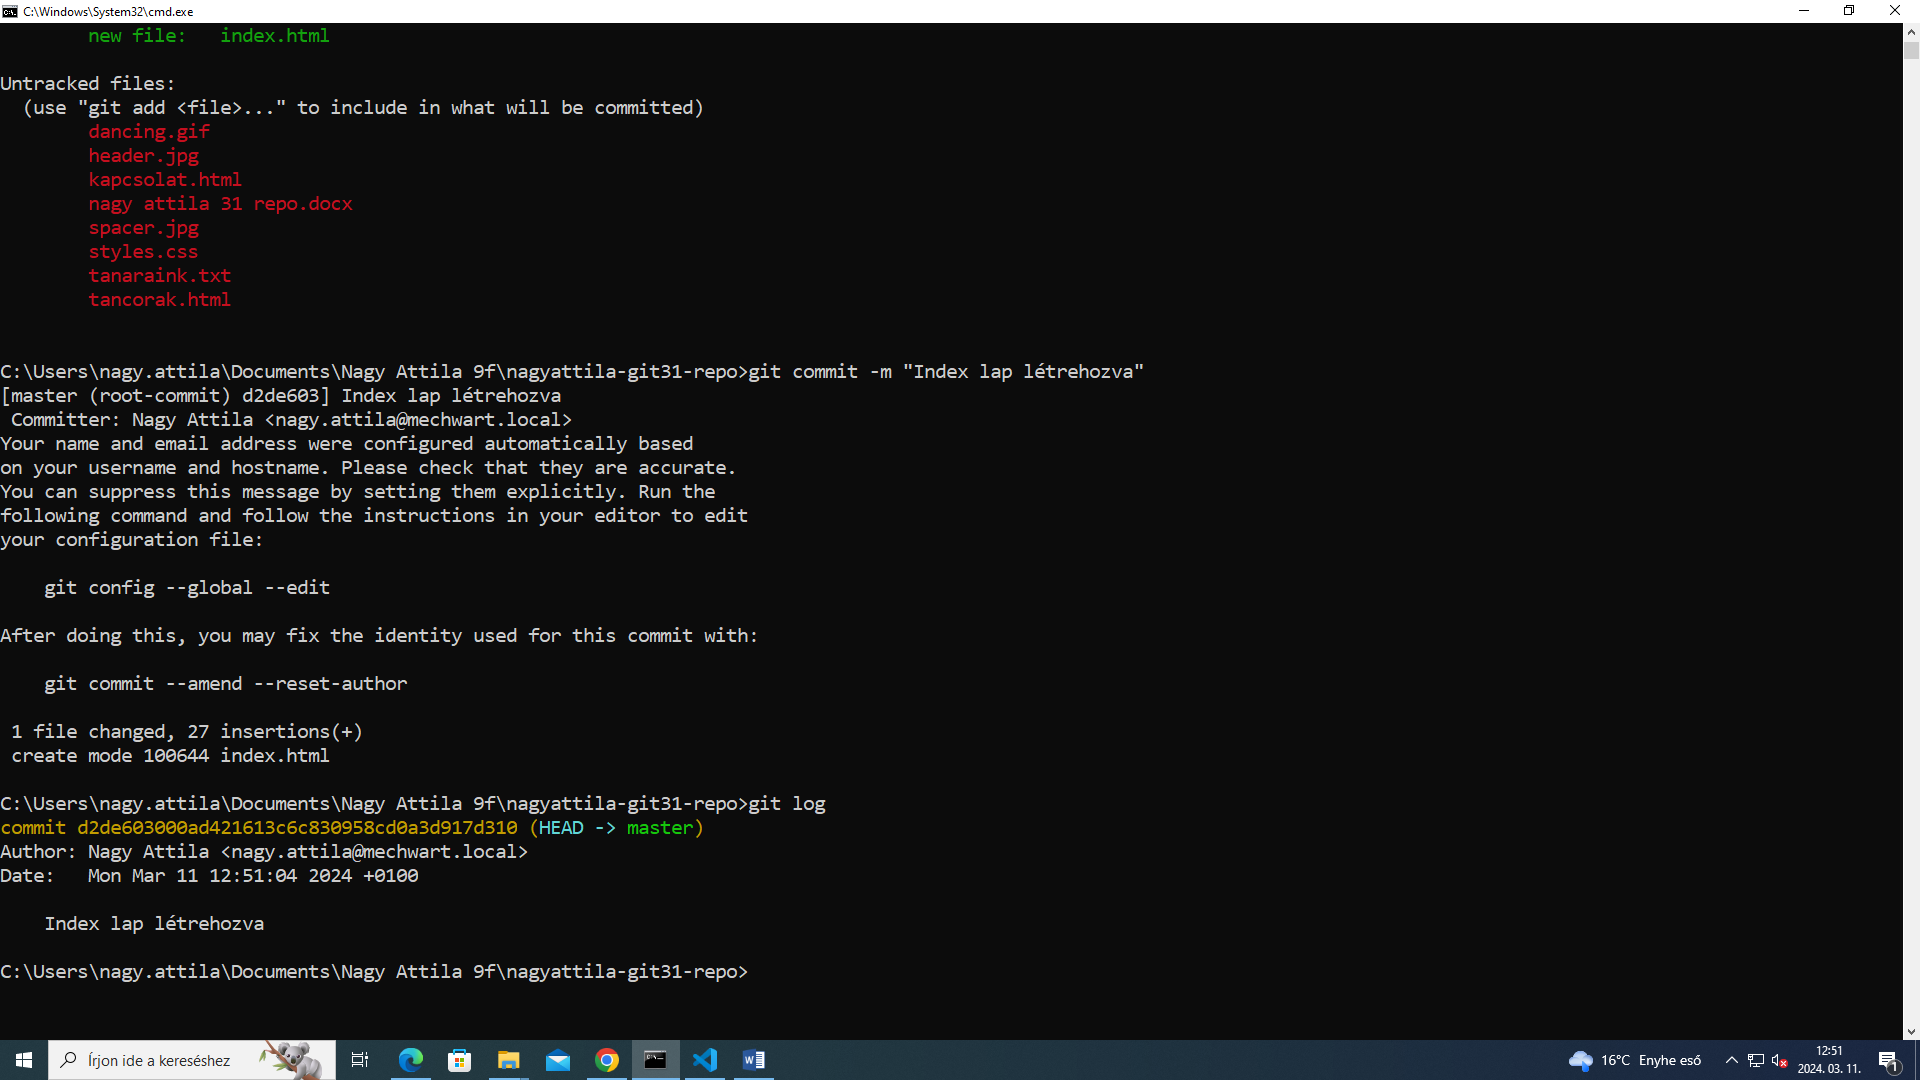 C:\Windows\System32\cmd.exe
new file:   index.html
Untracked files:
  (use "git add <file>..." to include in what will be committed)
dancing.gif
header.jpg
kapcsolat.html
nagy attila 31 repo.docx
spacer.jpg
styles.css
tanaraink.txt
tancorak.html
C:\Users\nagy.attila\Documents\Nagy Attila 9f\nagyattila-git31-repo>git commit -m "Index lap létrehozva"
[master (root-commit) d2de603] Index lap létrehozva
 Committer: Nagy Attila <nagy.attila@mechwart.local>
Your name and email address were configured automatically based
on your username and hostname. Please check that they are accurate.
You can suppress this message by setting them explicitly. Run the
following command and follow the instructions in your editor to edit
your configuration file:
    git config --global --edit
After doing this, you may fix the identity used for this commit with:
    git commit --amend --reset-author
 1 file changed, 27 insertions(+)
 create mode 100644 index.html
C:\Users\nagy.attila\Documents\Nagy Attila 9f\nagyattila-git31-repo>git log
commit d2de603000ad421613c6c830958cd0a3d917d310 (HEAD -> master)
Author: Nagy Attila <nagy.attila@mechwart.local>
Date:   Mon Mar 11 12:51:04 2024 +0100
    Index lap létrehozva
C:\Users\nagy.attila\Documents\Nagy Attila 9f\nagyattila-git31-repo>
Írjon ide a kereséshez
16°C  Enyhe eső
12:51
2024. 03. 11.
1